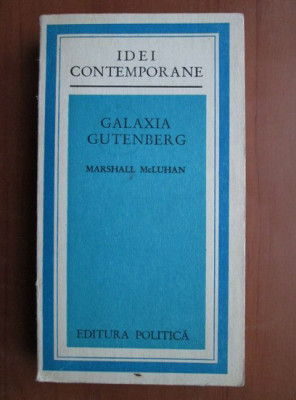 IDEI
CONTEMPORANE
GALAXIA
GUTENBERG
MARSHALL McLUHAN
EDITURA POLITICĂ